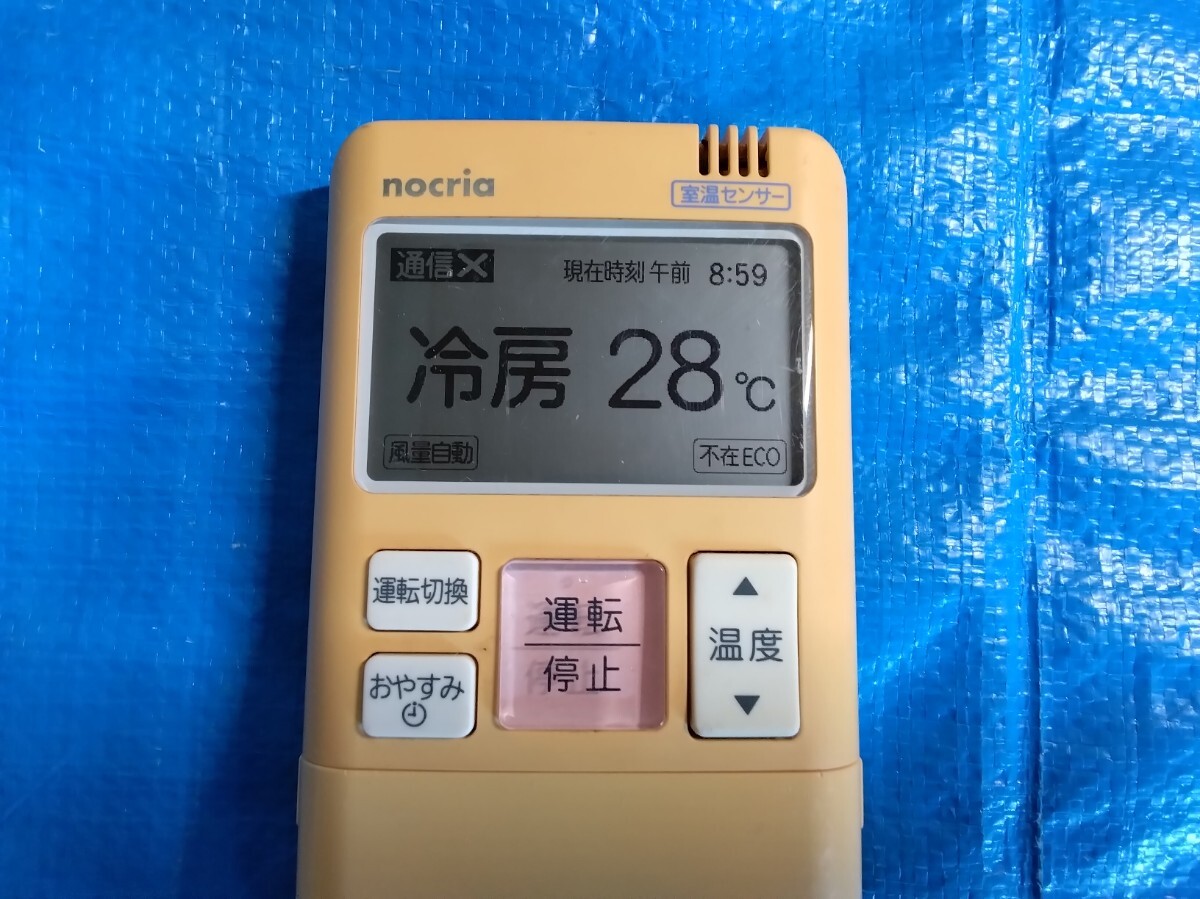 nocria
室温センサー
通信×
現在時刻 午前 8:59
冷房 28℃
風量自動
不在ECO
運転切換
おやすみ
運転
停止
▲
温度
▼